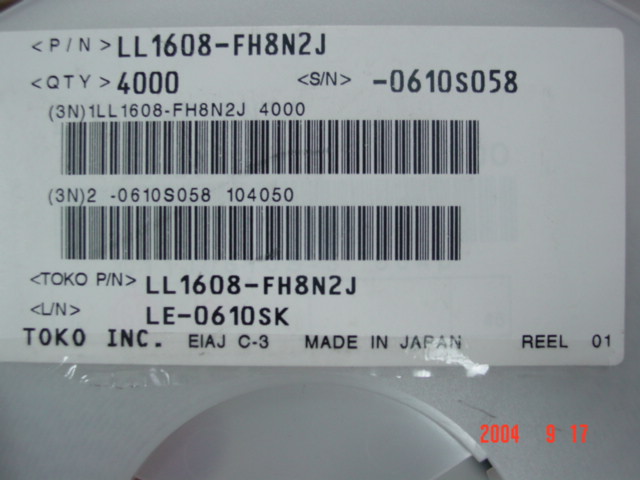 <P/N> LL1608-FH8N2J
<QTY> 4000 <S/N> -0610S058
(3N)1LL1608-FH8N2J 4000
(3N)2 -0610S058 104050
<TOKO P/N> LL1608-FH8N2J
<L/N> LE-0610SK
TOKO INC. EIAJ C-3 MADE IN JAPAN REEL 01
2004 9 17